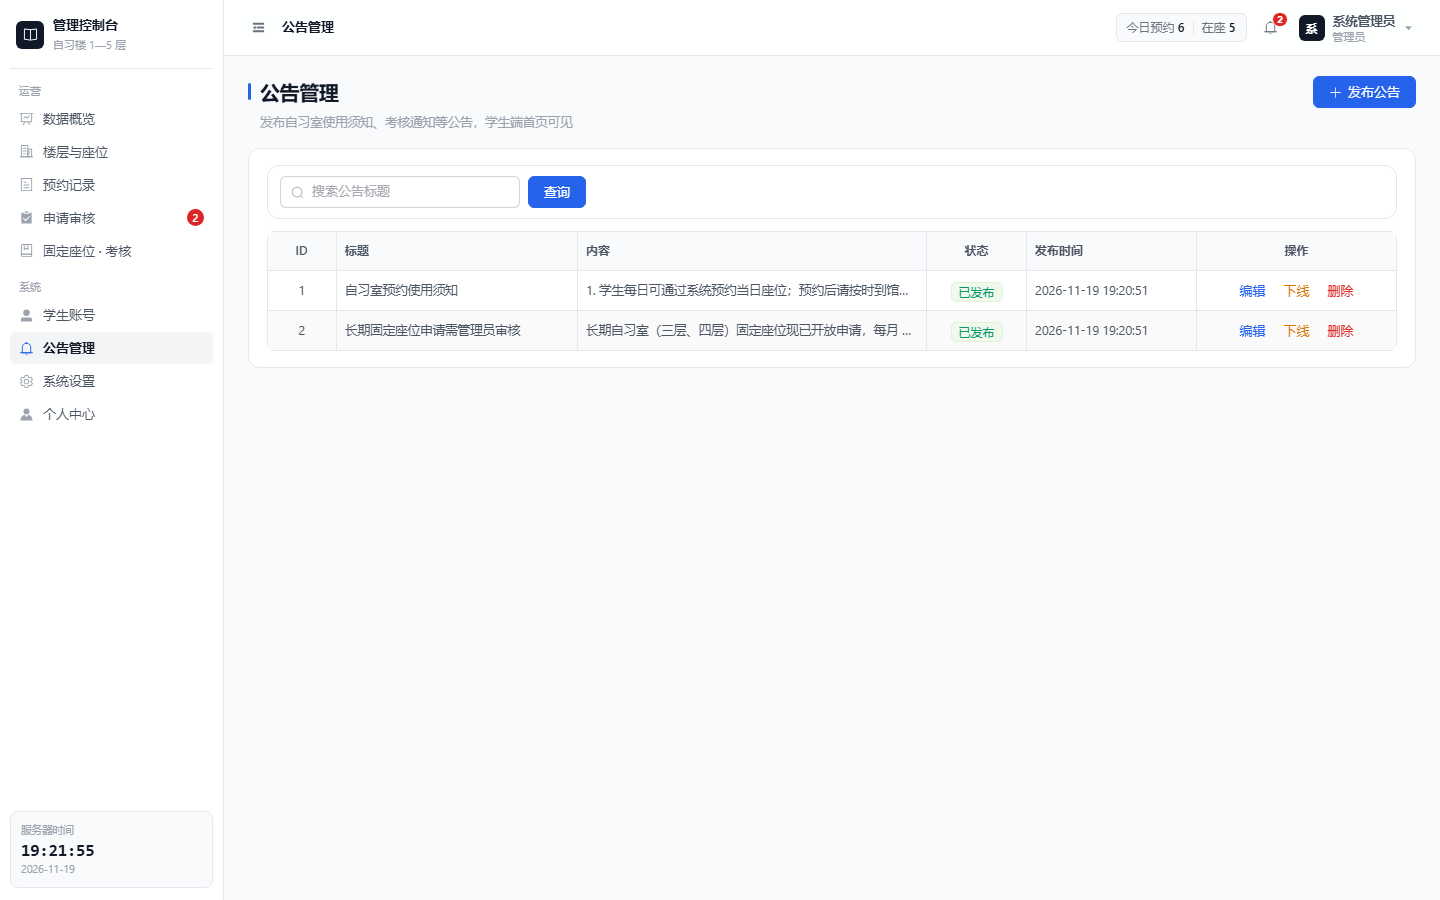 管理控制台
自习楼 1—5 层
运营
数据概览
楼层与座位
预约记录
申请审核 2
固定座位 · 考核
系统
学生账号
公告管理
系统设置
个人中心
服务器时间
19:21:55
2026-11-19
公告管理
今日预约 6 在座 5
2
系
系统管理员
管理员
公告管理
发布自习室使用须知、考核通知等公告，学生端首页可见
发布公告
搜索公告标题
查询
ID 标题 内容 状态 发布时间 操作
1 自习室预约使用须知 1. 学生每日可通过系统预约当日座位；预约后请按时到馆... 已发布 2026-11-19 19:20:51 编辑 下线 删除
2 长期固定座位申请需管理员审核 长期自习室（三层、四层）固定座位现已开放申请，每月 ... 已发布 2026-11-19 19:20:51 编辑 下线 删除